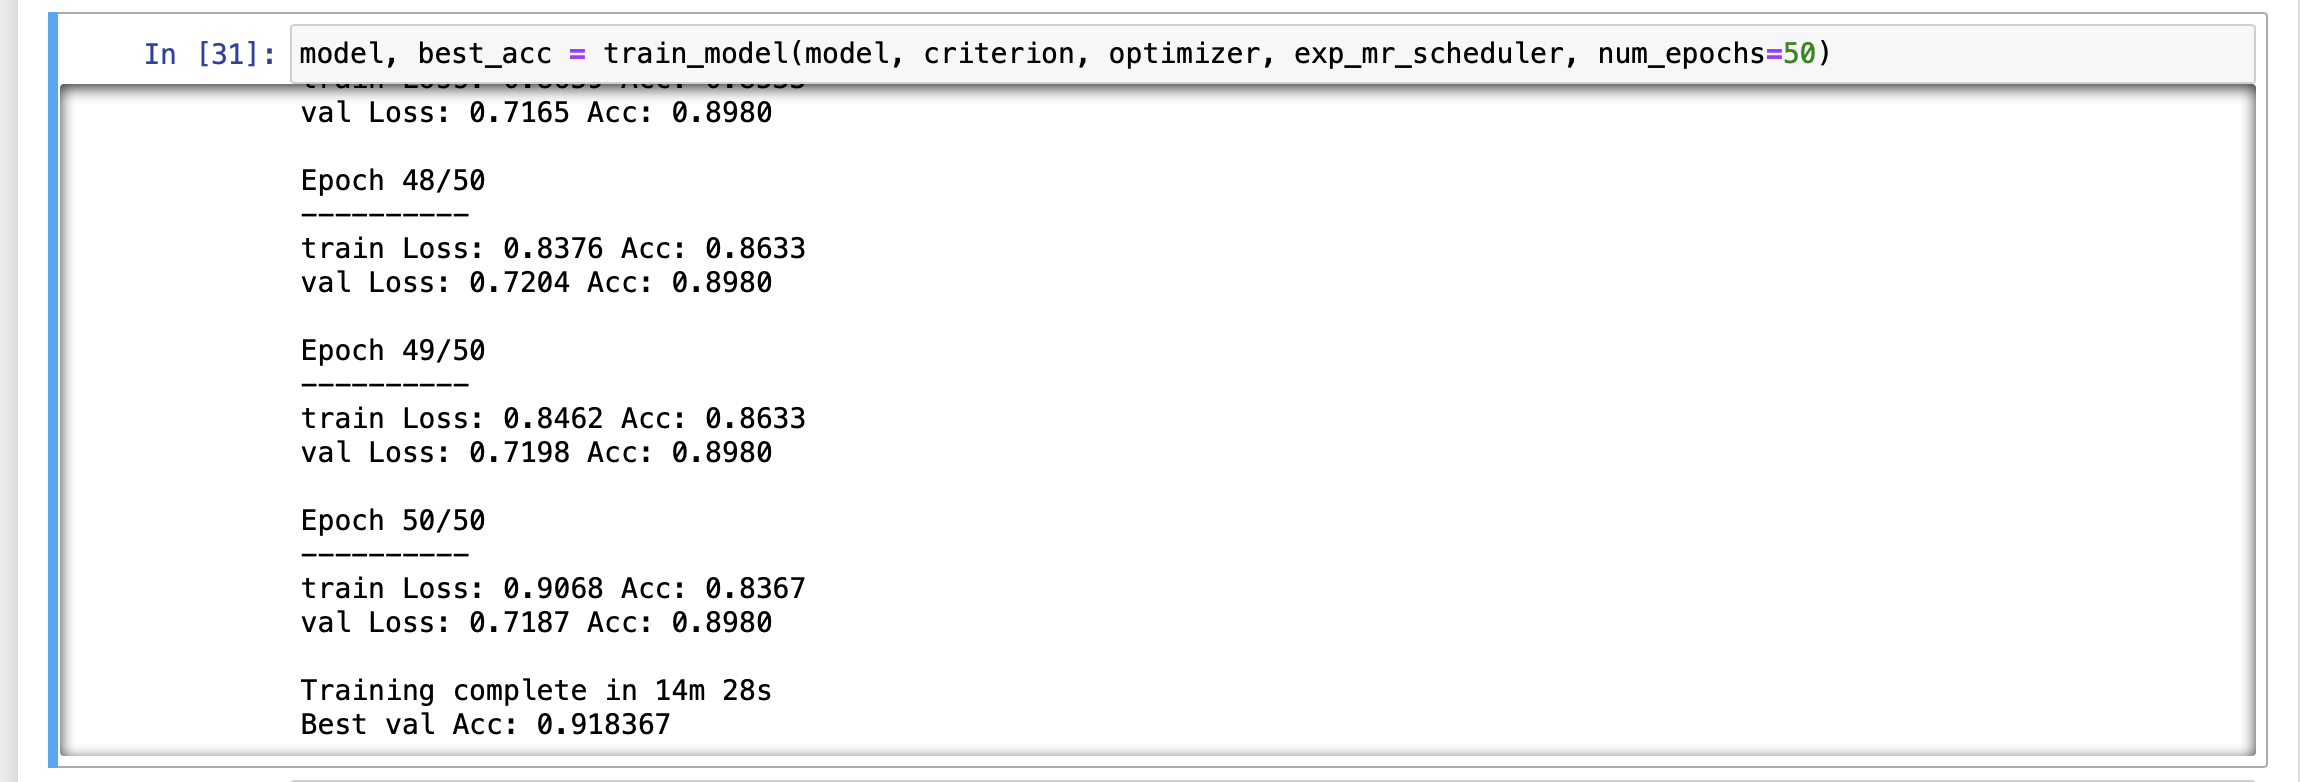 In [31]: model, best_acc = train_model(model, criterion, optimizer, exp_mr_scheduler, num_epochs=50)
val Loss: 0.7165 Acc: 0.8980
Epoch 48/50
----------
train Loss: 0.8376 Acc: 0.8633
val Loss: 0.7204 Acc: 0.8980
Epoch 49/50
----------
train Loss: 0.8462 Acc: 0.8633
val Loss: 0.7198 Acc: 0.8980
Epoch 50/50
----------
train Loss: 0.9068 Acc: 0.8367
val Loss: 0.7187 Acc: 0.8980
Training complete in 14m 28s
Best val Acc: 0.918367